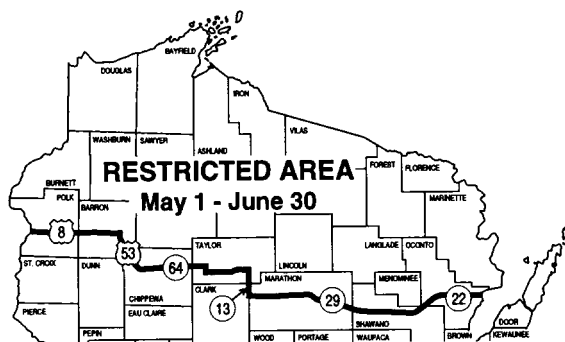 BAYFIELD
DOUGLAS
IRON
VILAS
WASHBURN
SAWYER
ASHLAND
FOREST
FLORENCE
RESTRICTED AREA
BURNETT
POLK
May 1 - June 30
MARINETTE
BARRON
8
53
TAYLOR
LANGLADE
OCONTO
ST. CROIX
DUNN
64
LINCOLN
MARATHON
MENOMINEE
CLARK
CHIPPEWA
13
29
22
PIERCE
EAU CLAIRE
SHAWANO
DOOR
PEPIN
WOOD
PORTAGE
WAUPACA
BROWN
KEWAUNEE